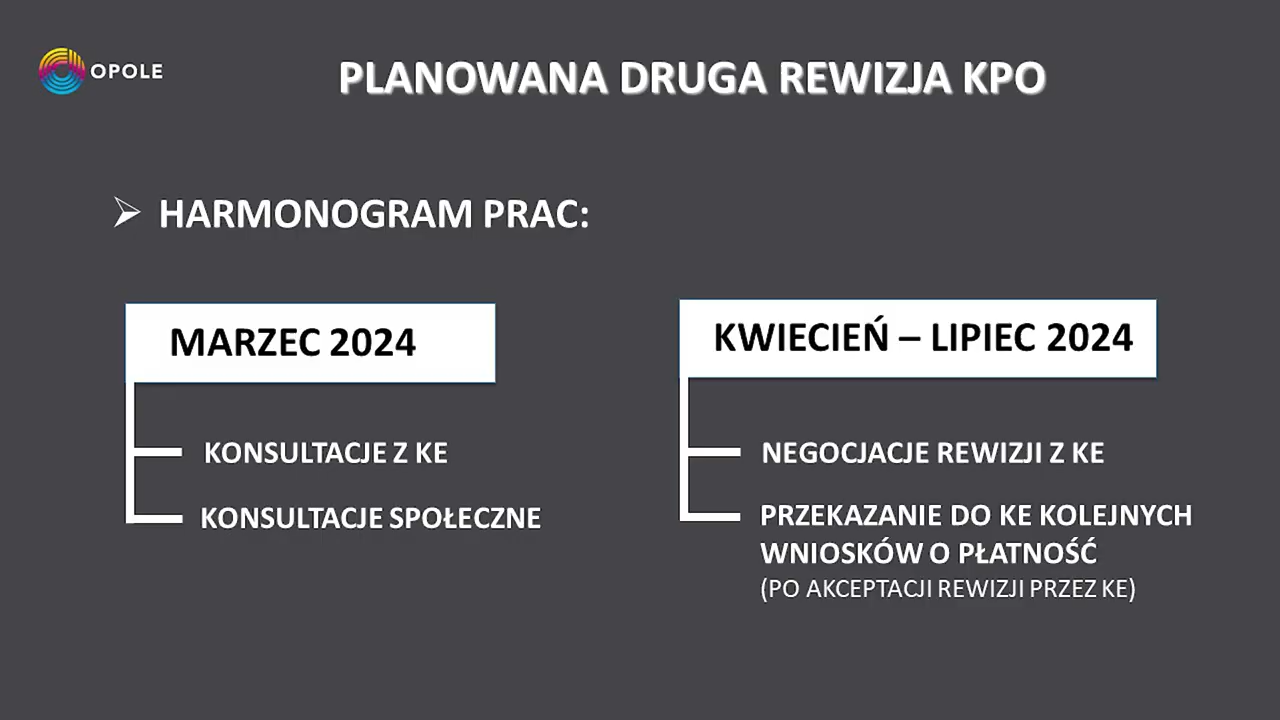 OPOLE
PLANOWANA DRUGA REWIZJA KPO
HARMONOGRAM PRAC:
MARZEC 2024
KONSULTACJE Z KE
KONSULTACJE SPOŁECZNE
KWIECIEŃ – LIPIEC 2024
NEGOCJACJE REWIZJI Z KE
PRZEKAZANIE DO KE KOLEJNYCH
WNIOSKÓW O PŁATNOŚĆ
(PO AKCEPTACJI REWIZJI PRZEZ KE)